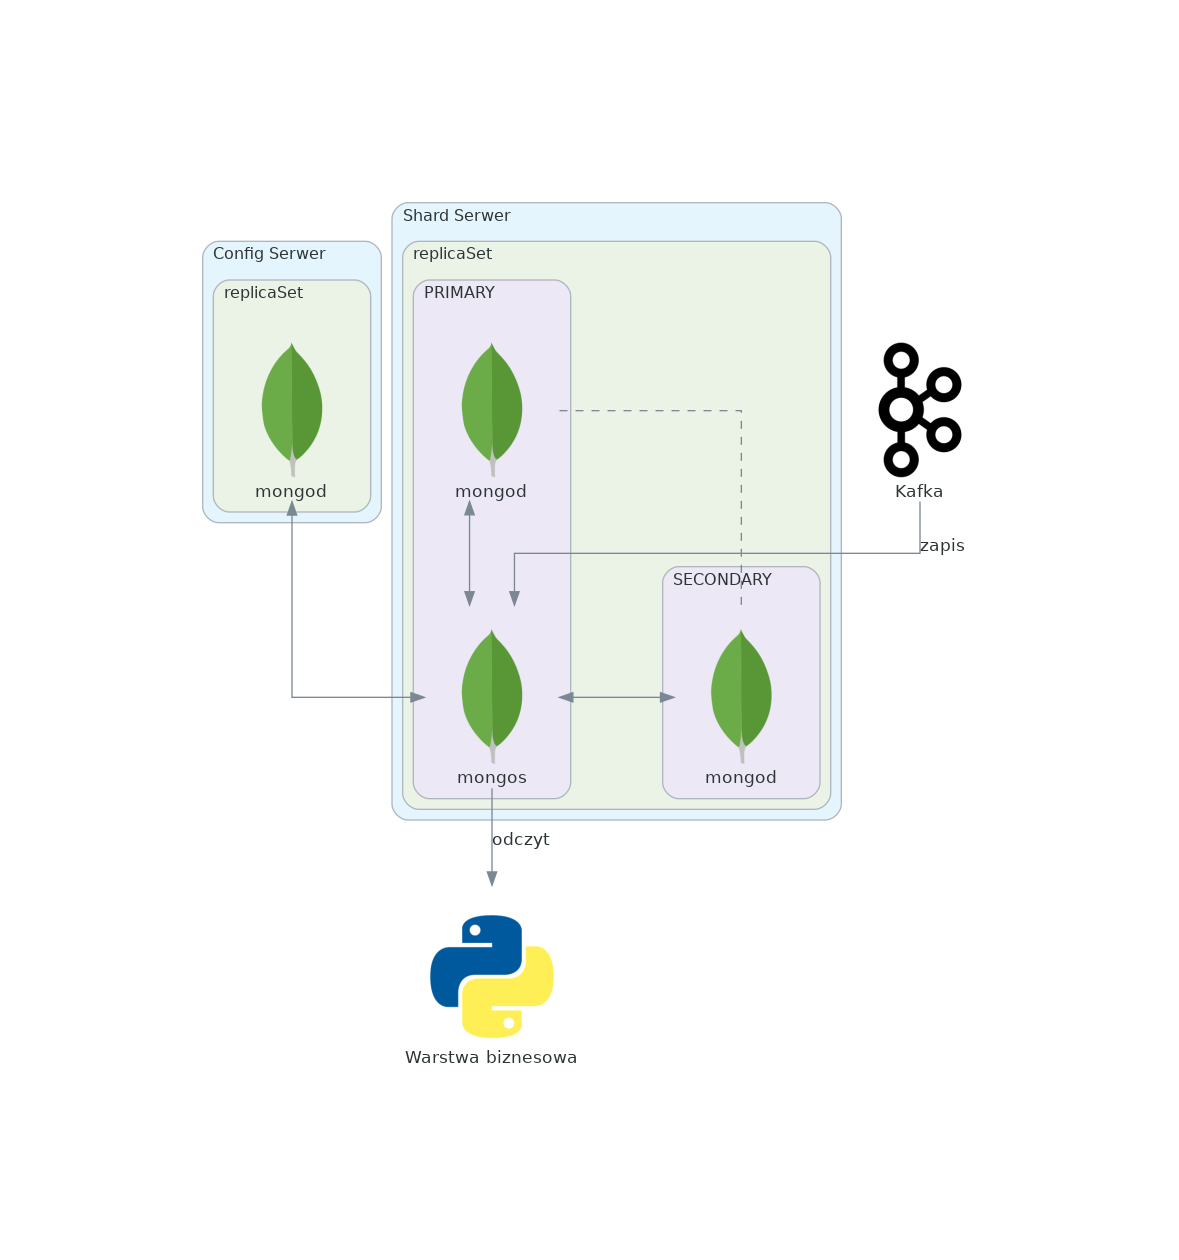 Shard Serwer
Config Serwer
replicaSet
replicaSet
PRIMARY
mongod
mongod
Kafka
zapis
SECONDARY
mongos
mongod
odczyt
Warstwa biznesowa